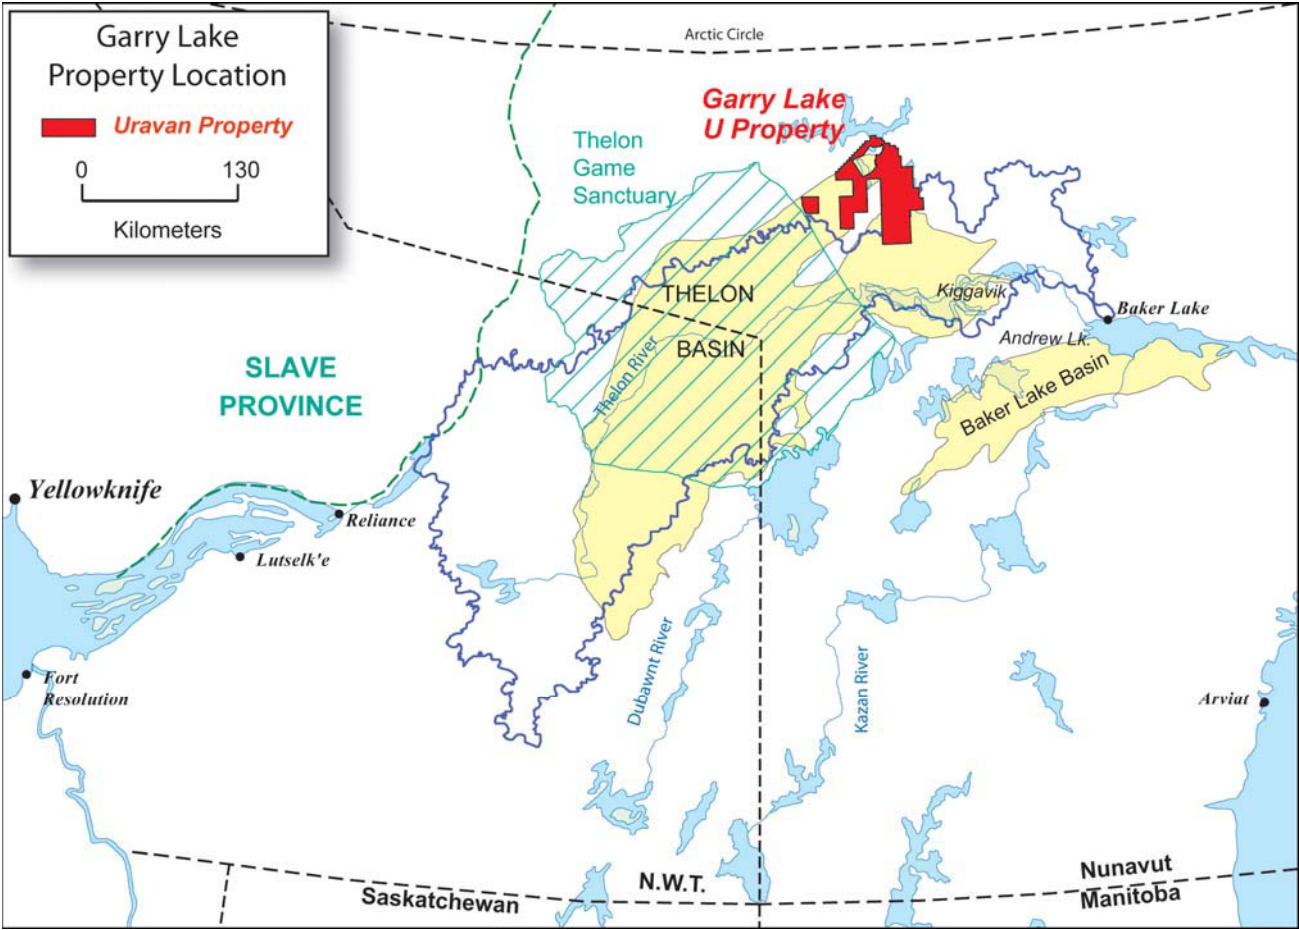 Garry Lake
Property Location
Uravan Property
0 130
Kilometers
Arctic Circle
Garry Lake
U Property
Thelon
Game
Sanctuary
THELON
BASIN
Thelon River
Kiggavik
Baker Lake
Andrew Lk.
Baker Lake Basin
SLAVE
PROVINCE
Yellowknife
Reliance
Lutselk'e
Fort
Resolution
Dubawnt River
Kazan River
Arviat
N.W.T.
Nunavut
Saskatchewan
Manitoba